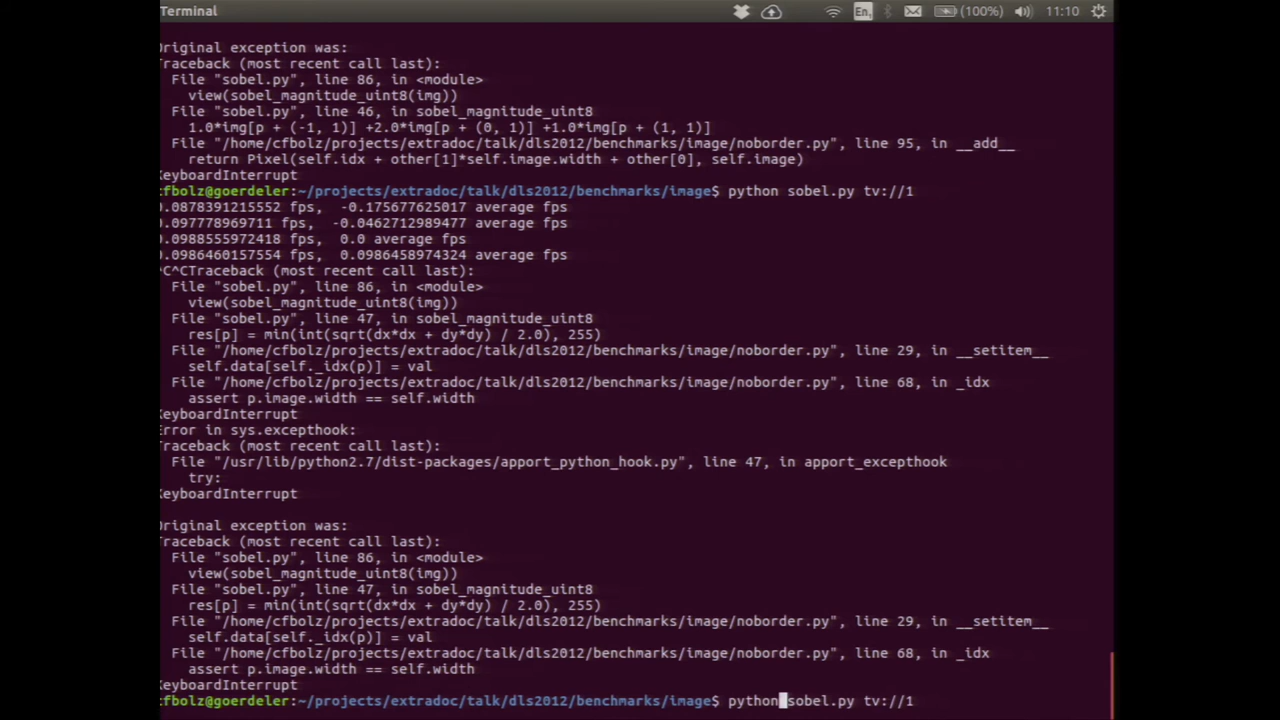 Terminal
En
(100%)
11:10
Original exception was:
Traceback (most recent call last):
File "sobel.py", line 86, in <module>
view(sobel_magnitude_uint8(img))
File "sobel.py", line 46, in sobel_magnitude_uint8
1.0*img[p + (-1, 1)] +2.0*img[p + (0, 1)] +1.0*img[p + (1, 1)]
File "/home/cfbolz/projects/extradoc/talk/dls2012/benchmarks/image/noborder.py", line 95, in __add__
return Pixel(self.idx + other[1]*self.image.width + other[0], self.image)
KeyboardInterrupt
cfbolz@goerdeler:~/projects/extradoc/talk/dls2012/benchmarks/image$ python sobel.py tv://1
0.0878391215552 fps,  -0.175677625017 average fps
0.097778969711 fps,  -0.0462712989477 average fps
0.0988555972418 fps,  0.0 average fps
0.0986460157554 fps,  0.0986458974324 average fps
^C^CTraceback (most recent call last):
File "sobel.py", line 86, in <module>
view(sobel_magnitude_uint8(img))
File "sobel.py", line 47, in sobel_magnitude_uint8
res[p] = min(int(sqrt(dx*dx + dy*dy) / 2.0), 255)
File "/home/cfbolz/projects/extradoc/talk/dls2012/benchmarks/image/noborder.py", line 29, in __setitem__
self.data[self._idx(p)] = val
File "/home/cfbolz/projects/extradoc/talk/dls2012/benchmarks/image/noborder.py", line 68, in _idx
assert p.image.width == self.width
KeyboardInterrupt
Error in sys.excepthook:
Traceback (most recent call last):
File "/usr/lib/python2.7/dist-packages/apport_python_hook.py", line 47, in apport_excepthook
try:
KeyboardInterrupt
Original exception was:
Traceback (most recent call last):
File "sobel.py", line 86, in <module>
view(sobel_magnitude_uint8(img))
File "sobel.py", line 47, in sobel_magnitude_uint8
res[p] = min(int(sqrt(dx*dx + dy*dy) / 2.0), 255)
File "/home/cfbolz/projects/extradoc/talk/dls2012/benchmarks/image/noborder.py", line 29, in __setitem__
self.data[self._idx(p)] = val
File "/home/cfbolz/projects/extradoc/talk/dls2012/benchmarks/image/noborder.py", line 68, in _idx
assert p.image.width == self.width
KeyboardInterrupt
cfbolz@goerdeler:~/projects/extradoc/talk/dls2012/benchmarks/image$ python sobel.py tv://1